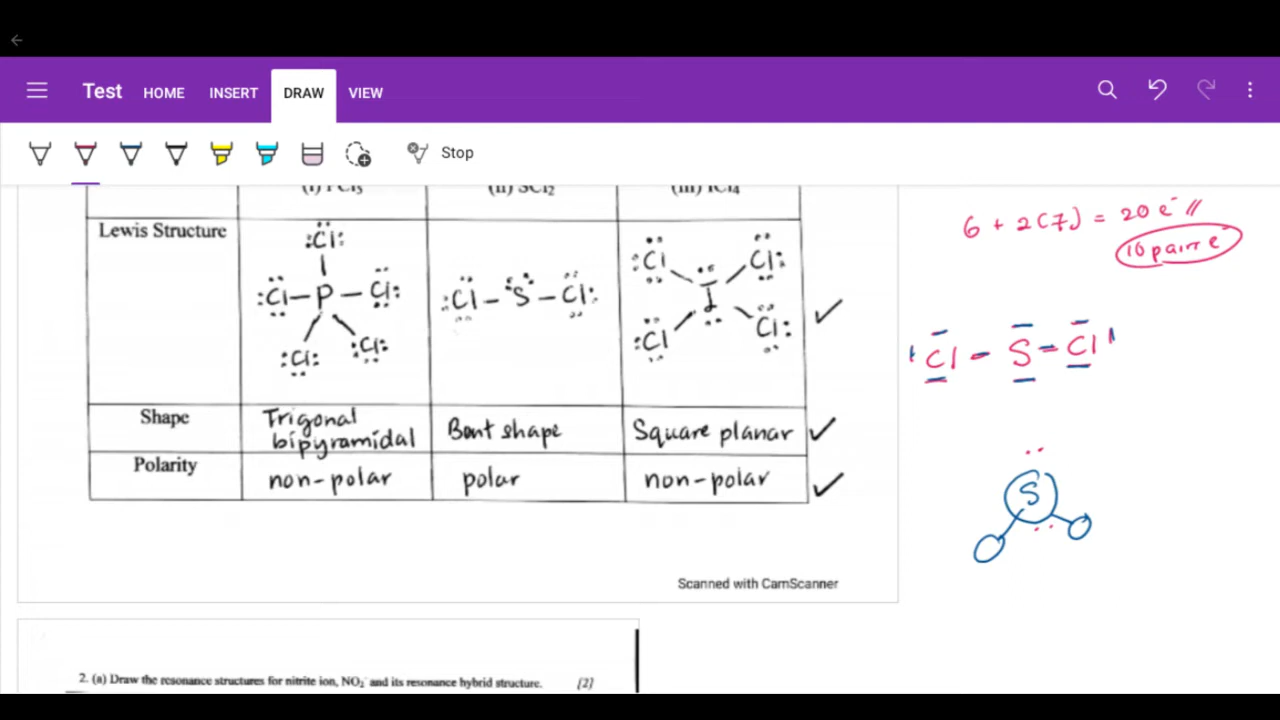 Test HOME INSERT DRAW VIEW
Stop
(ii) SCl2
Lewis Structure
:Cl:
:Cl–P–Cl:
:Cl: :Cl:
:Cl–S–Cl:
:Cl Cl:
I
:Cl Cl:
Shape
Trigonal
bipyramidal
Bent shape
Square planar
Polarity
non-polar
polar
non-polar
Scanned with CamScanner
2. (a) Draw the resonance structures for nitrite ion, NO2⁻ and its resonance hybrid structure. [2]
6 + 2(7) = 20e⁻ //
10 pair e⁻
Cl – S – Cl
S